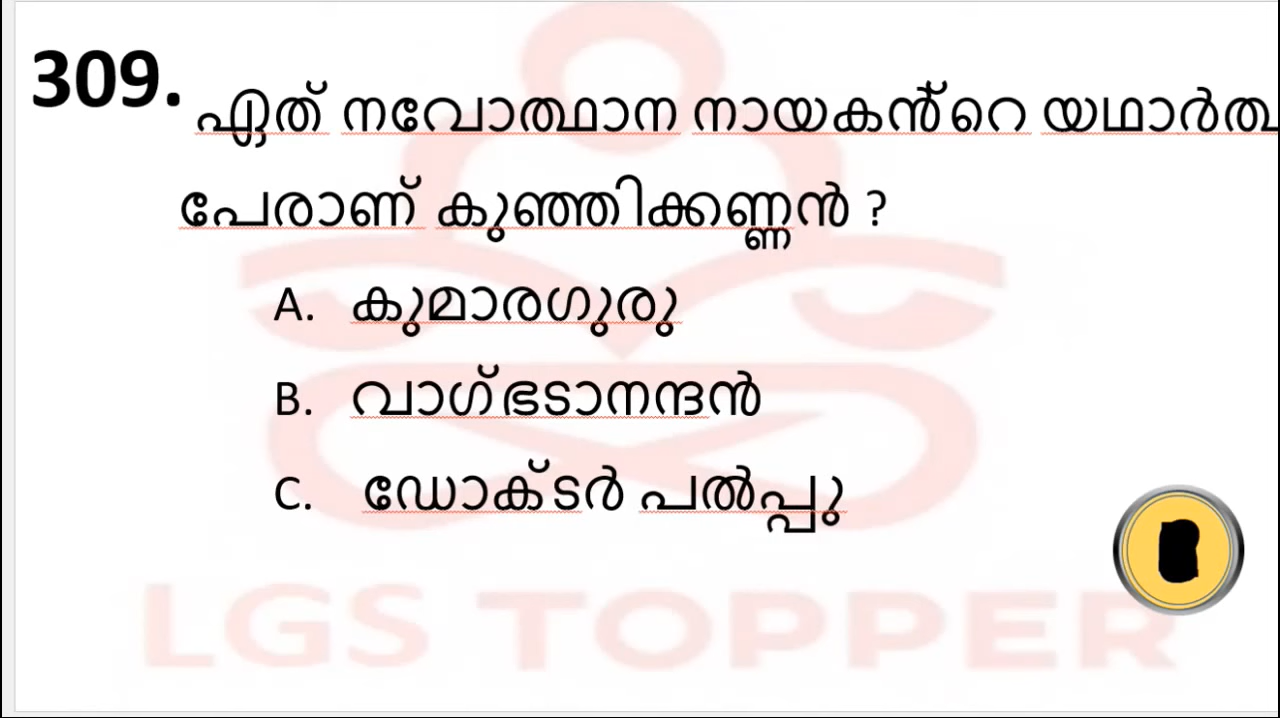 309. ഏത് നവോത്ഥാന നായകൻ്റെ യഥാർത്ഥ
പേരാണ് കുഞ്ഞിക്കണ്ണൻ ?
A. കുമാരഗുരു
B. വാഗ്ഭടാനന്ദൻ
C. ഡോക്ടർ പൽപ്പു
B
LGS TOPPER